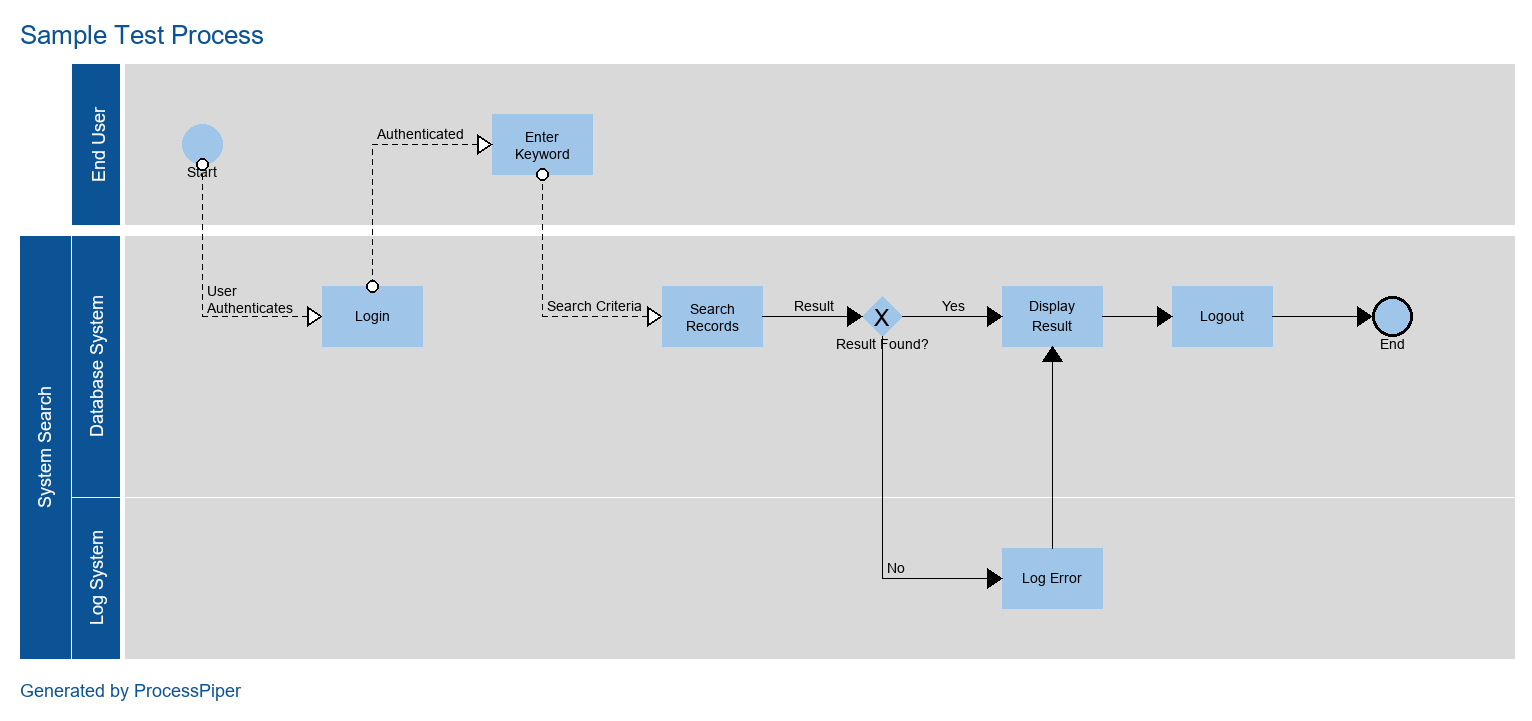 Sample Test Process
End User
Start
Authenticated
Enter
Keyword
System Search
Database System
User
Authenticates
Login
Search Criteria
Search
Records
Result
X
Result Found?
Yes
Display
Result
Logout
End
Log System
No
Log Error
Generated by ProcessPiper